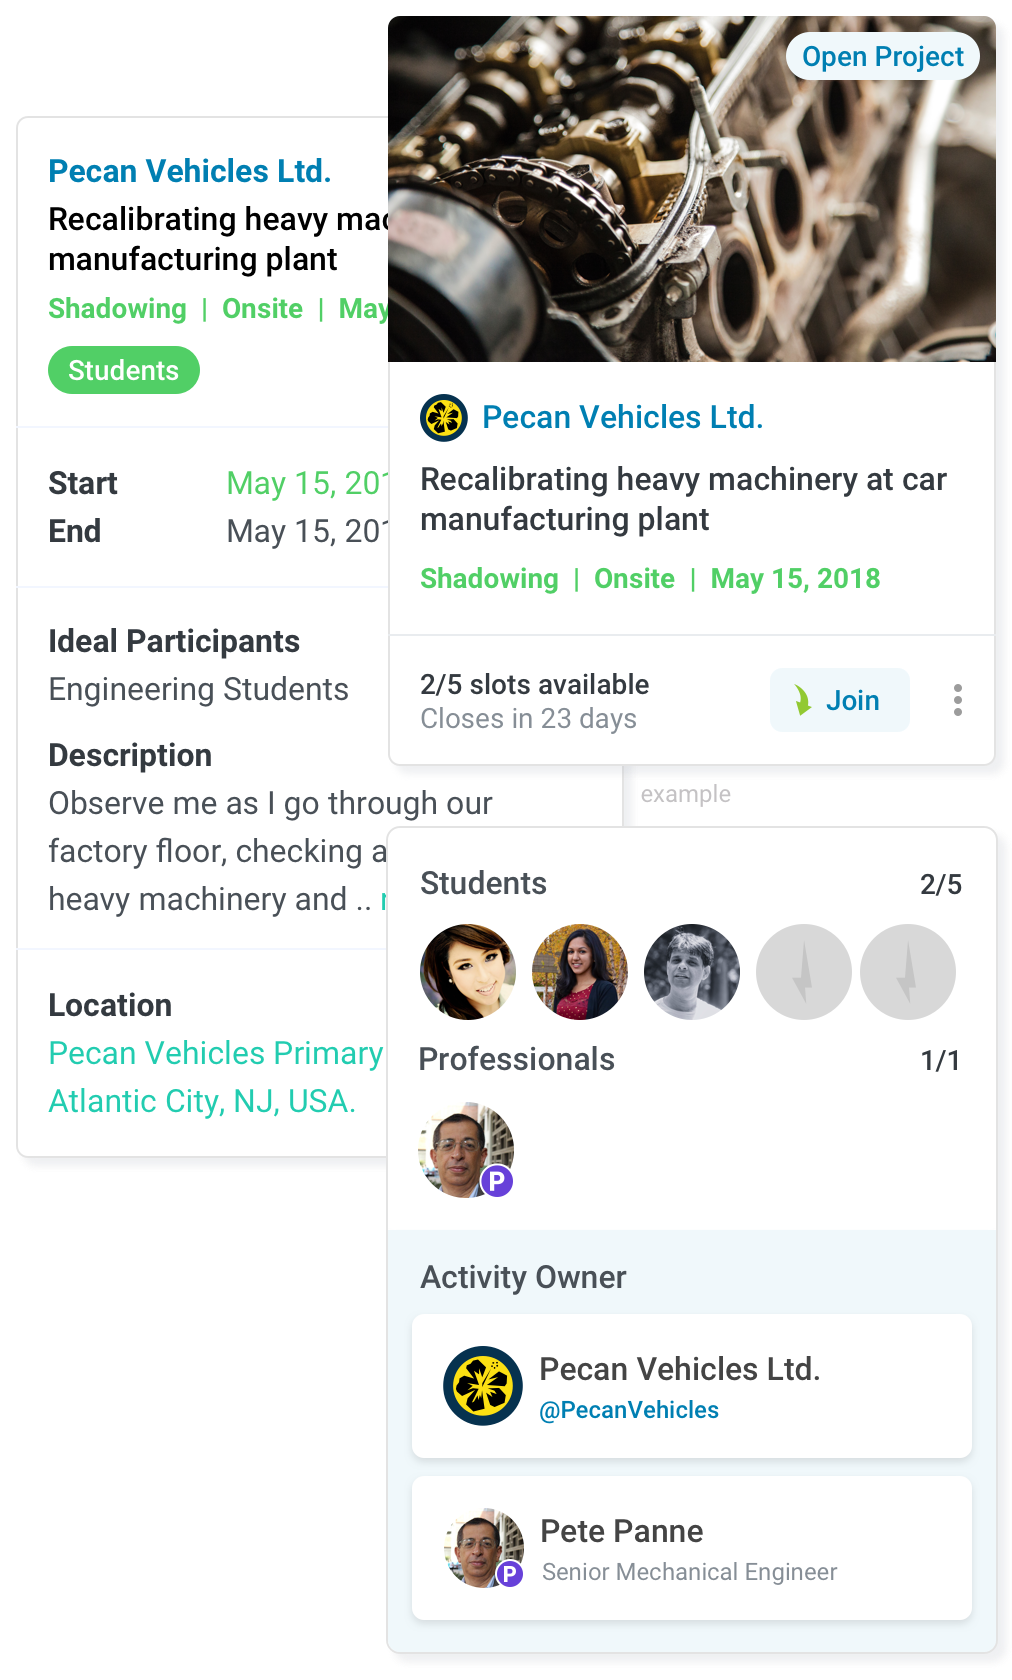 Pecan Vehicles Ltd.
Recalibrating heavy
manufacturing plant
Shadowing | Onsite | May
Students
Start May 15,
End May 15,
Ideal Participants
Engineering Students
Description
Observe me as I go through our
factory floor, checking
heavy machinery and ..
Location
Pecan Vehicles Primary
Atlantic City, NJ, USA.
Open Project
Pecan Vehicles Ltd.
Recalibrating heavy machinery at car
manufacturing plant
Shadowing | Onsite | May 15, 2018
2/5 slots available
Closes in 23 days
Join
example
Students 2/5
Professionals 1/1
P
Activity Owner
Pecan Vehicles Ltd.
@PecanVehicles
P
Pete Panne
Senior Mechanical Engineer